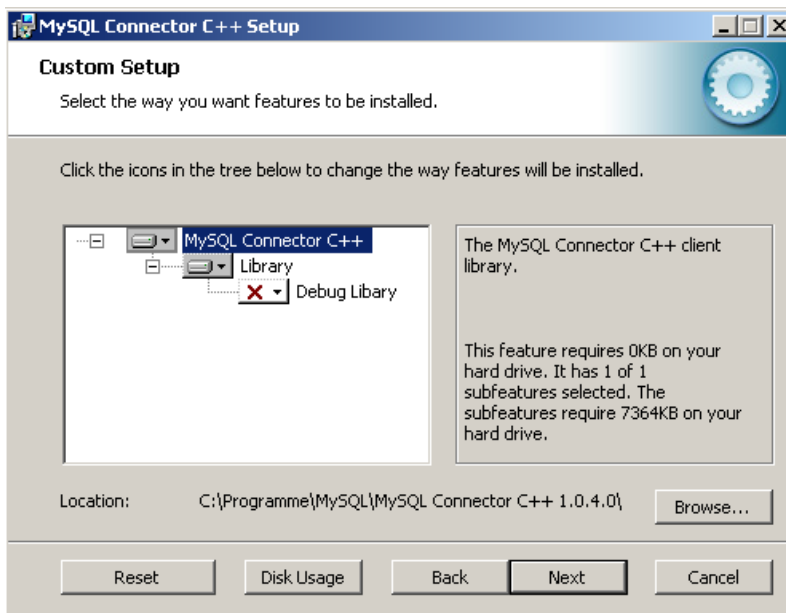 MySQL Connector C++ Setup
Custom Setup
Select the way you want features to be installed.
Click the icons in the tree below to change the way features will be installed.
MySQL Connector C++
Library
Debug Libary
The MySQL Connector C++ client
library.
This feature requires 0KB on your
hard drive. It has 1 of 1
subfeatures selected. The
subfeatures require 7364KB on your
hard drive.
Location: C:\Programme\MySQL\MySQL Connector C++ 1.0.4.0\ Browse...
Reset Disk Usage Back Next Cancel